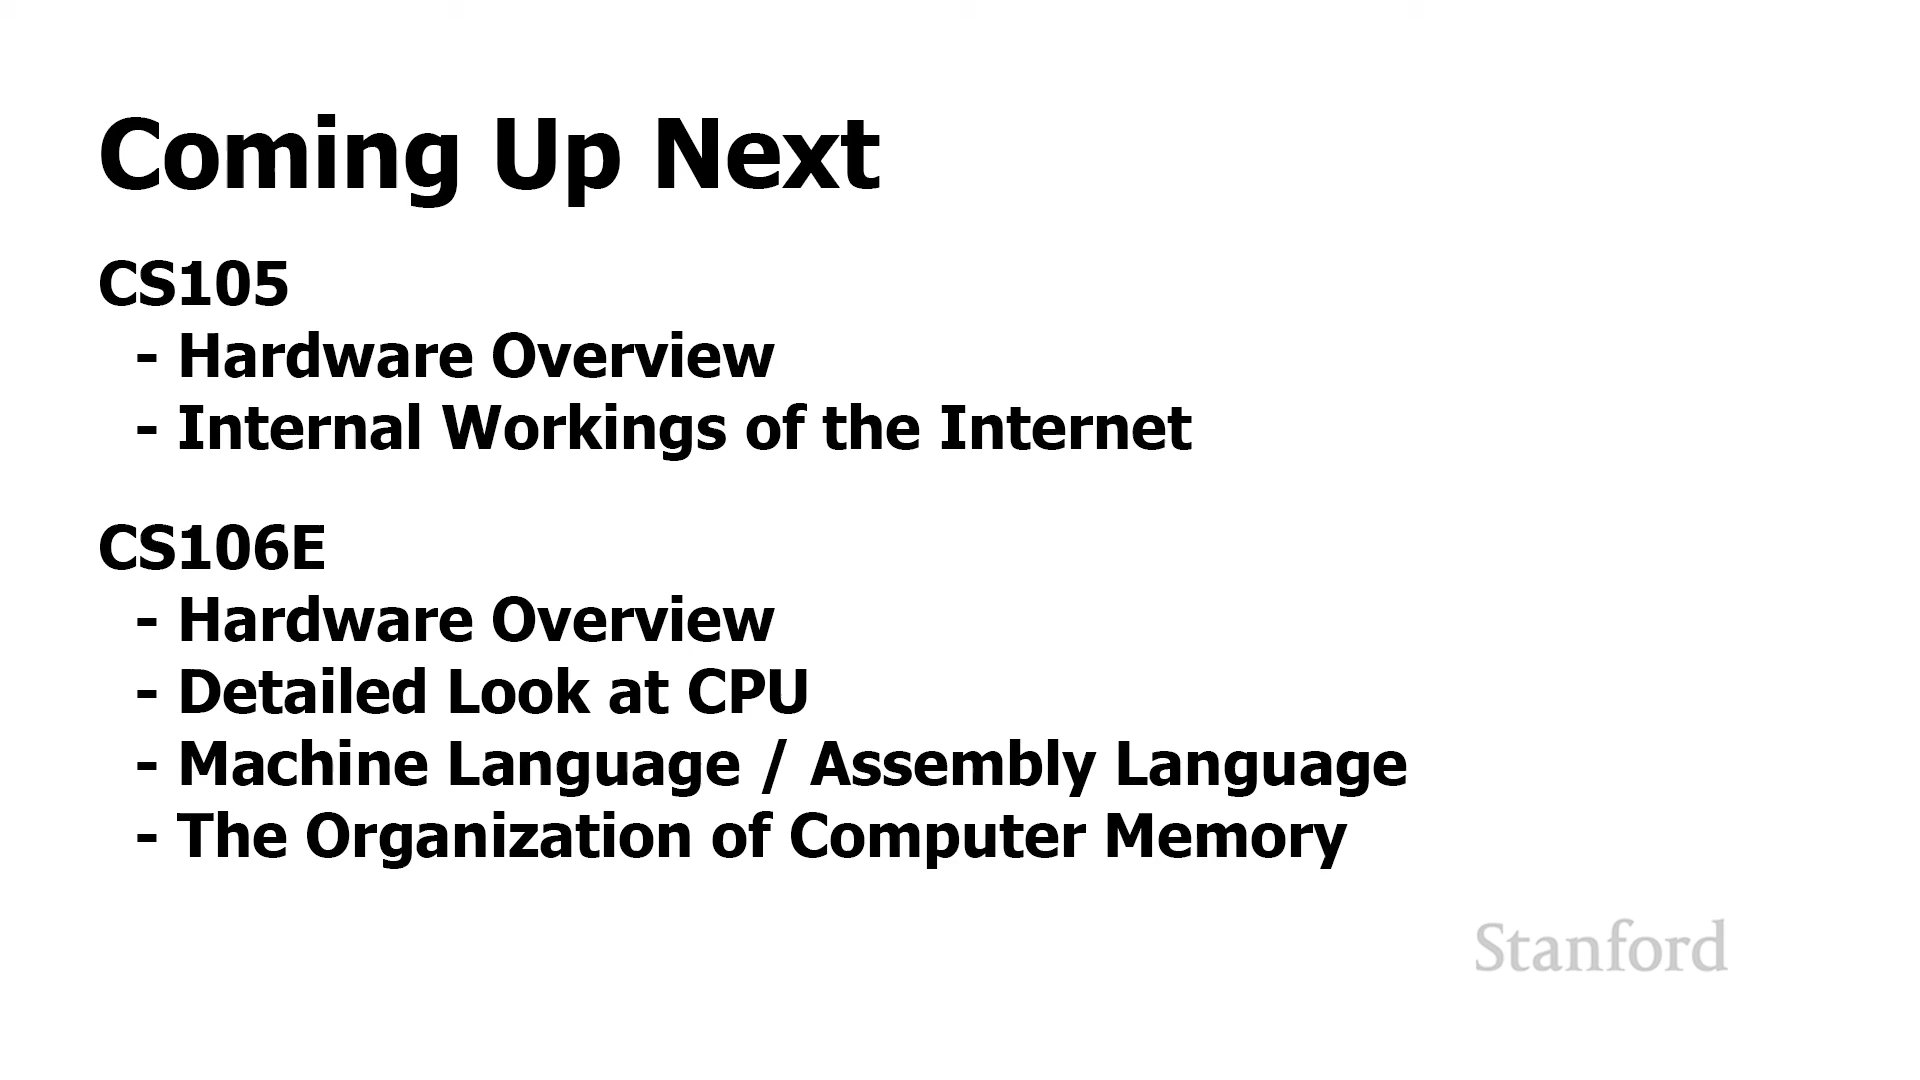 Coming Up Next
CS105
- Hardware Overview
- Internal Workings of the Internet
CS106E
- Hardware Overview
- Detailed Look at CPU
- Machine Language / Assembly Language
- The Organization of Computer Memory
Stanford